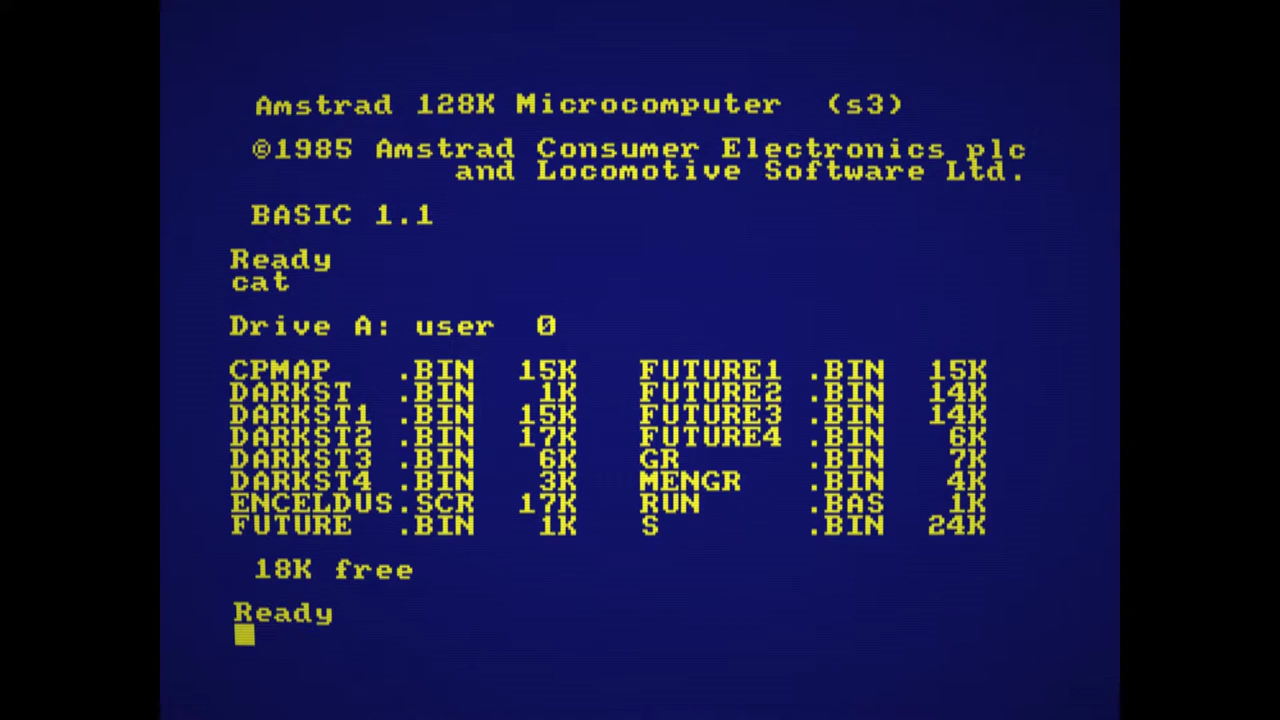 Amstrad 128K Microcomputer (s3)
©1985 Amstrad Consumer Electronics plc
and Locomotive Software Ltd.
BASIC 1.1
Ready
cat
Drive A: user 0
CPMAP .BIN 15K FUTURE1 .BIN 15K
DARKST .BIN 1K FUTURE2 .BIN 14K
DARKST1 .BIN 15K FUTURE3 .BIN 14K
DARKST2 .BIN 17K FUTURE4 .BIN 6K
DARKST3 .BIN 6K GR .BIN 7K
DARKST4 .BIN 3K MENGR .BIN 4K
ENCELDUS.SCR 17K RUN .BAS 1K
FUTURE .BIN 1K S .BIN 24K
18K free
Ready